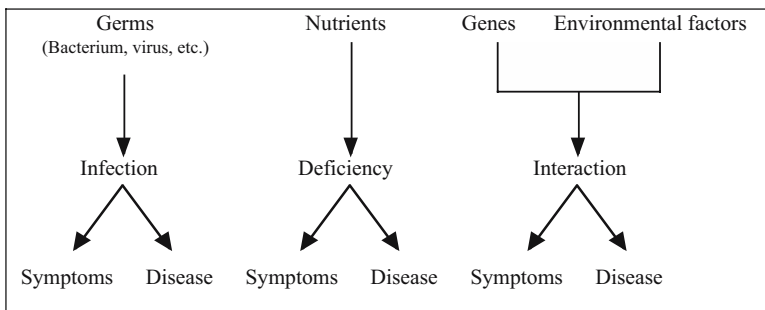 Germs Nutrients Genes Environmental factors
(Bacterium, virus, etc.)
Infection Deficiency Interaction
Symptoms Disease Symptoms Disease Symptoms Disease